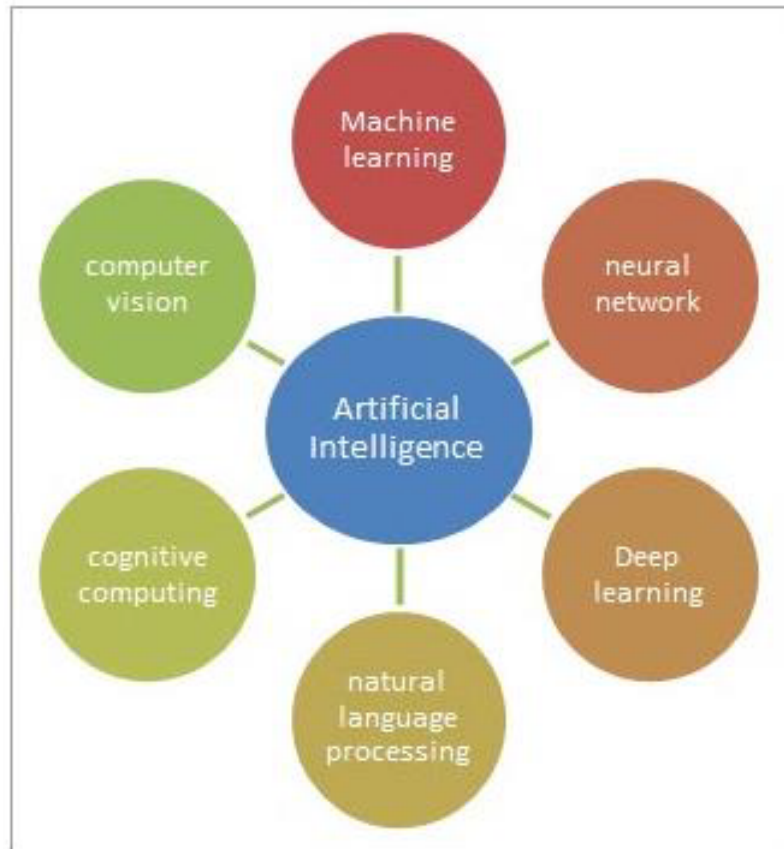 Machine
learning
computer
vision
neural
network
Artificial
Intelligence
cognitive
computing
Deep
learning
natural
language
processing